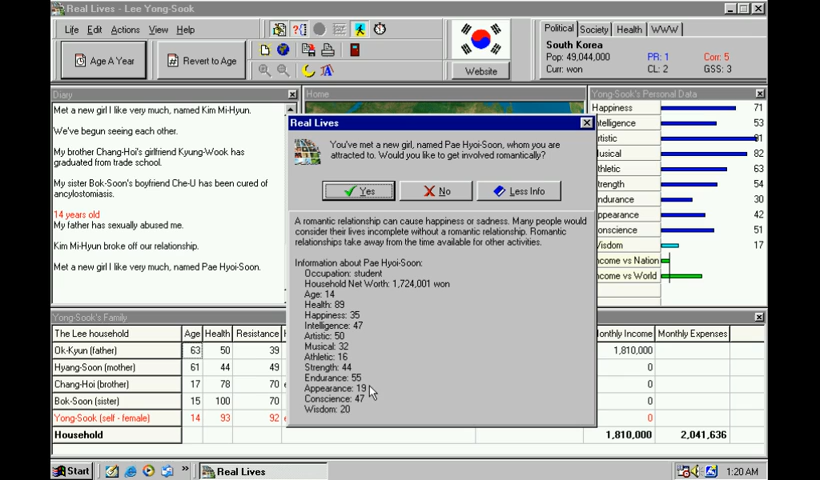 Real Lives - Lee Yong-Sook
Life Edit Actions View Help
Age A Year
Revert to Age
Website
Political Society Health WWW
South Korea
Pop: 49,044,000 PR: 1 Corr: 5
Curr: won CL: 2 GSS: 3
Diary
Met a new girl I like very much, named Kim Mi-Hyun.
We've begun seeing each other.
My brother Chang-Hoi's girlfriend Kyung-Wook has
graduated from trade school.
My sister Bok-Soon's boyfriend Che-U has been cured of
ancylostomiasis.
14 years old
My father has sexually abused me.
Kim Mi-Hyun broke off our relationship.
Met a new girl I like very much, named Pae Hyoi-Soon.
Home
Real Lives
You've met a new girl, named Pae Hyoi-Soon, whom you are
attracted to. Would you like to get involved romantically?
Yes
No
Less Info
A romantic relationship can cause happiness or sadness. Many people would
consider their lives incomplete without a romantic relationship. Romantic
relationships take away from the time available for other activities.
Information about Pae Hyoi-Soon:
Occupation: student
Household Net Worth: 1,724,001 won
Age: 14
Health: 89
Happiness: 35
Intelligence: 47
Artistic: 50
Musical: 32
Athletic: 16
Strength: 44
Endurance: 55
Appearance: 19
Conscience: 47
Wisdom: 20
Yong-Sook's Personal Data
Happiness 71
ntelligence 53
rtistic 81
usical 82
thletic 63
trength 54
ndurance 30
ppearance 42
onscience 51
isdom 17
ncome vs Nation
ncome vs World
Yong-Sook's Family
The Lee household Age Health Resistance onthly Income Monthly Expenses
Ok-Kyun (father) 63 50 39 1,810,000
Hyang-Soon (mother) 61 44 49 0
Chang-Hoi (brother) 17 78 70 0
Bok-Soon (sister) 15 100 70 0
Yong-Sook (self - female) 14 93 92 0
Household 1,810,000 2,041,636
Start
Real Lives
1:20 AM